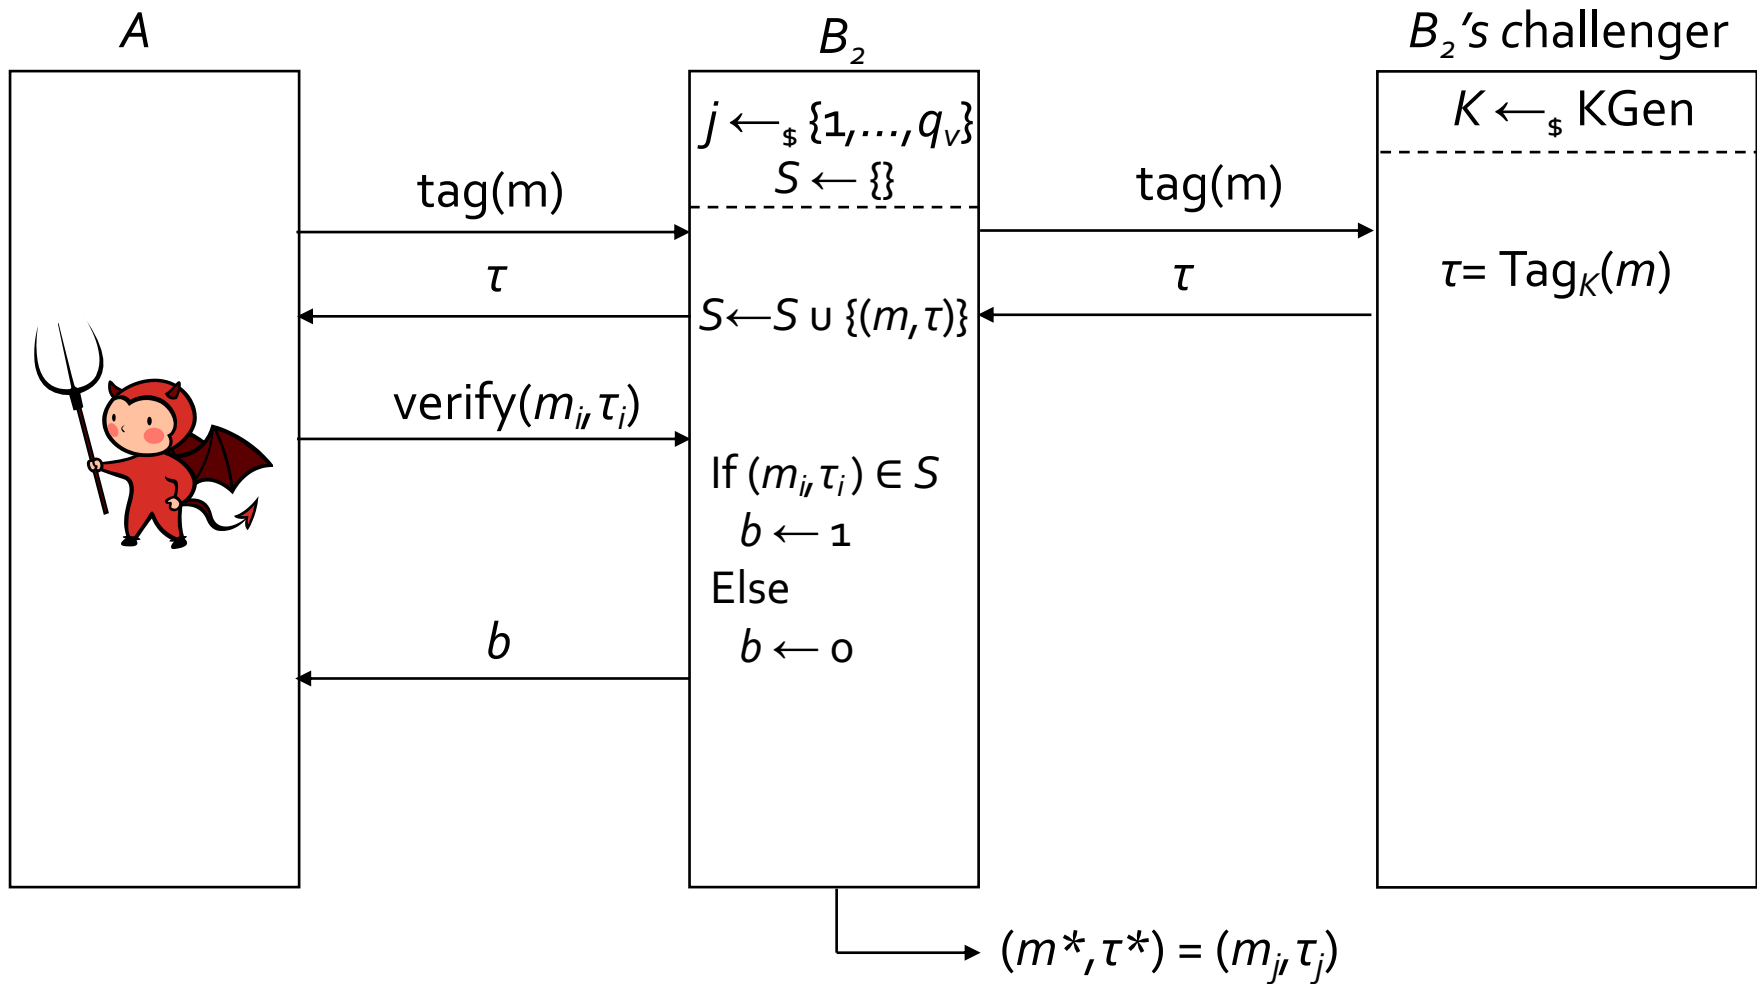 A
B₂
B₂'s challenger
j ←$ {1,...,qᵥ}
S ← {}
K ←$ KGen
tag(m)
tag(m)
τ
τ
τ= Tag_K(m)
S←S ∪ {(m,τ)}
verify(mᵢ,τᵢ)
If (mᵢ,τᵢ) ∈ S
b ← 1
Else
b ← 0
b
(m*,τ*) = (mⱼ,τⱼ)